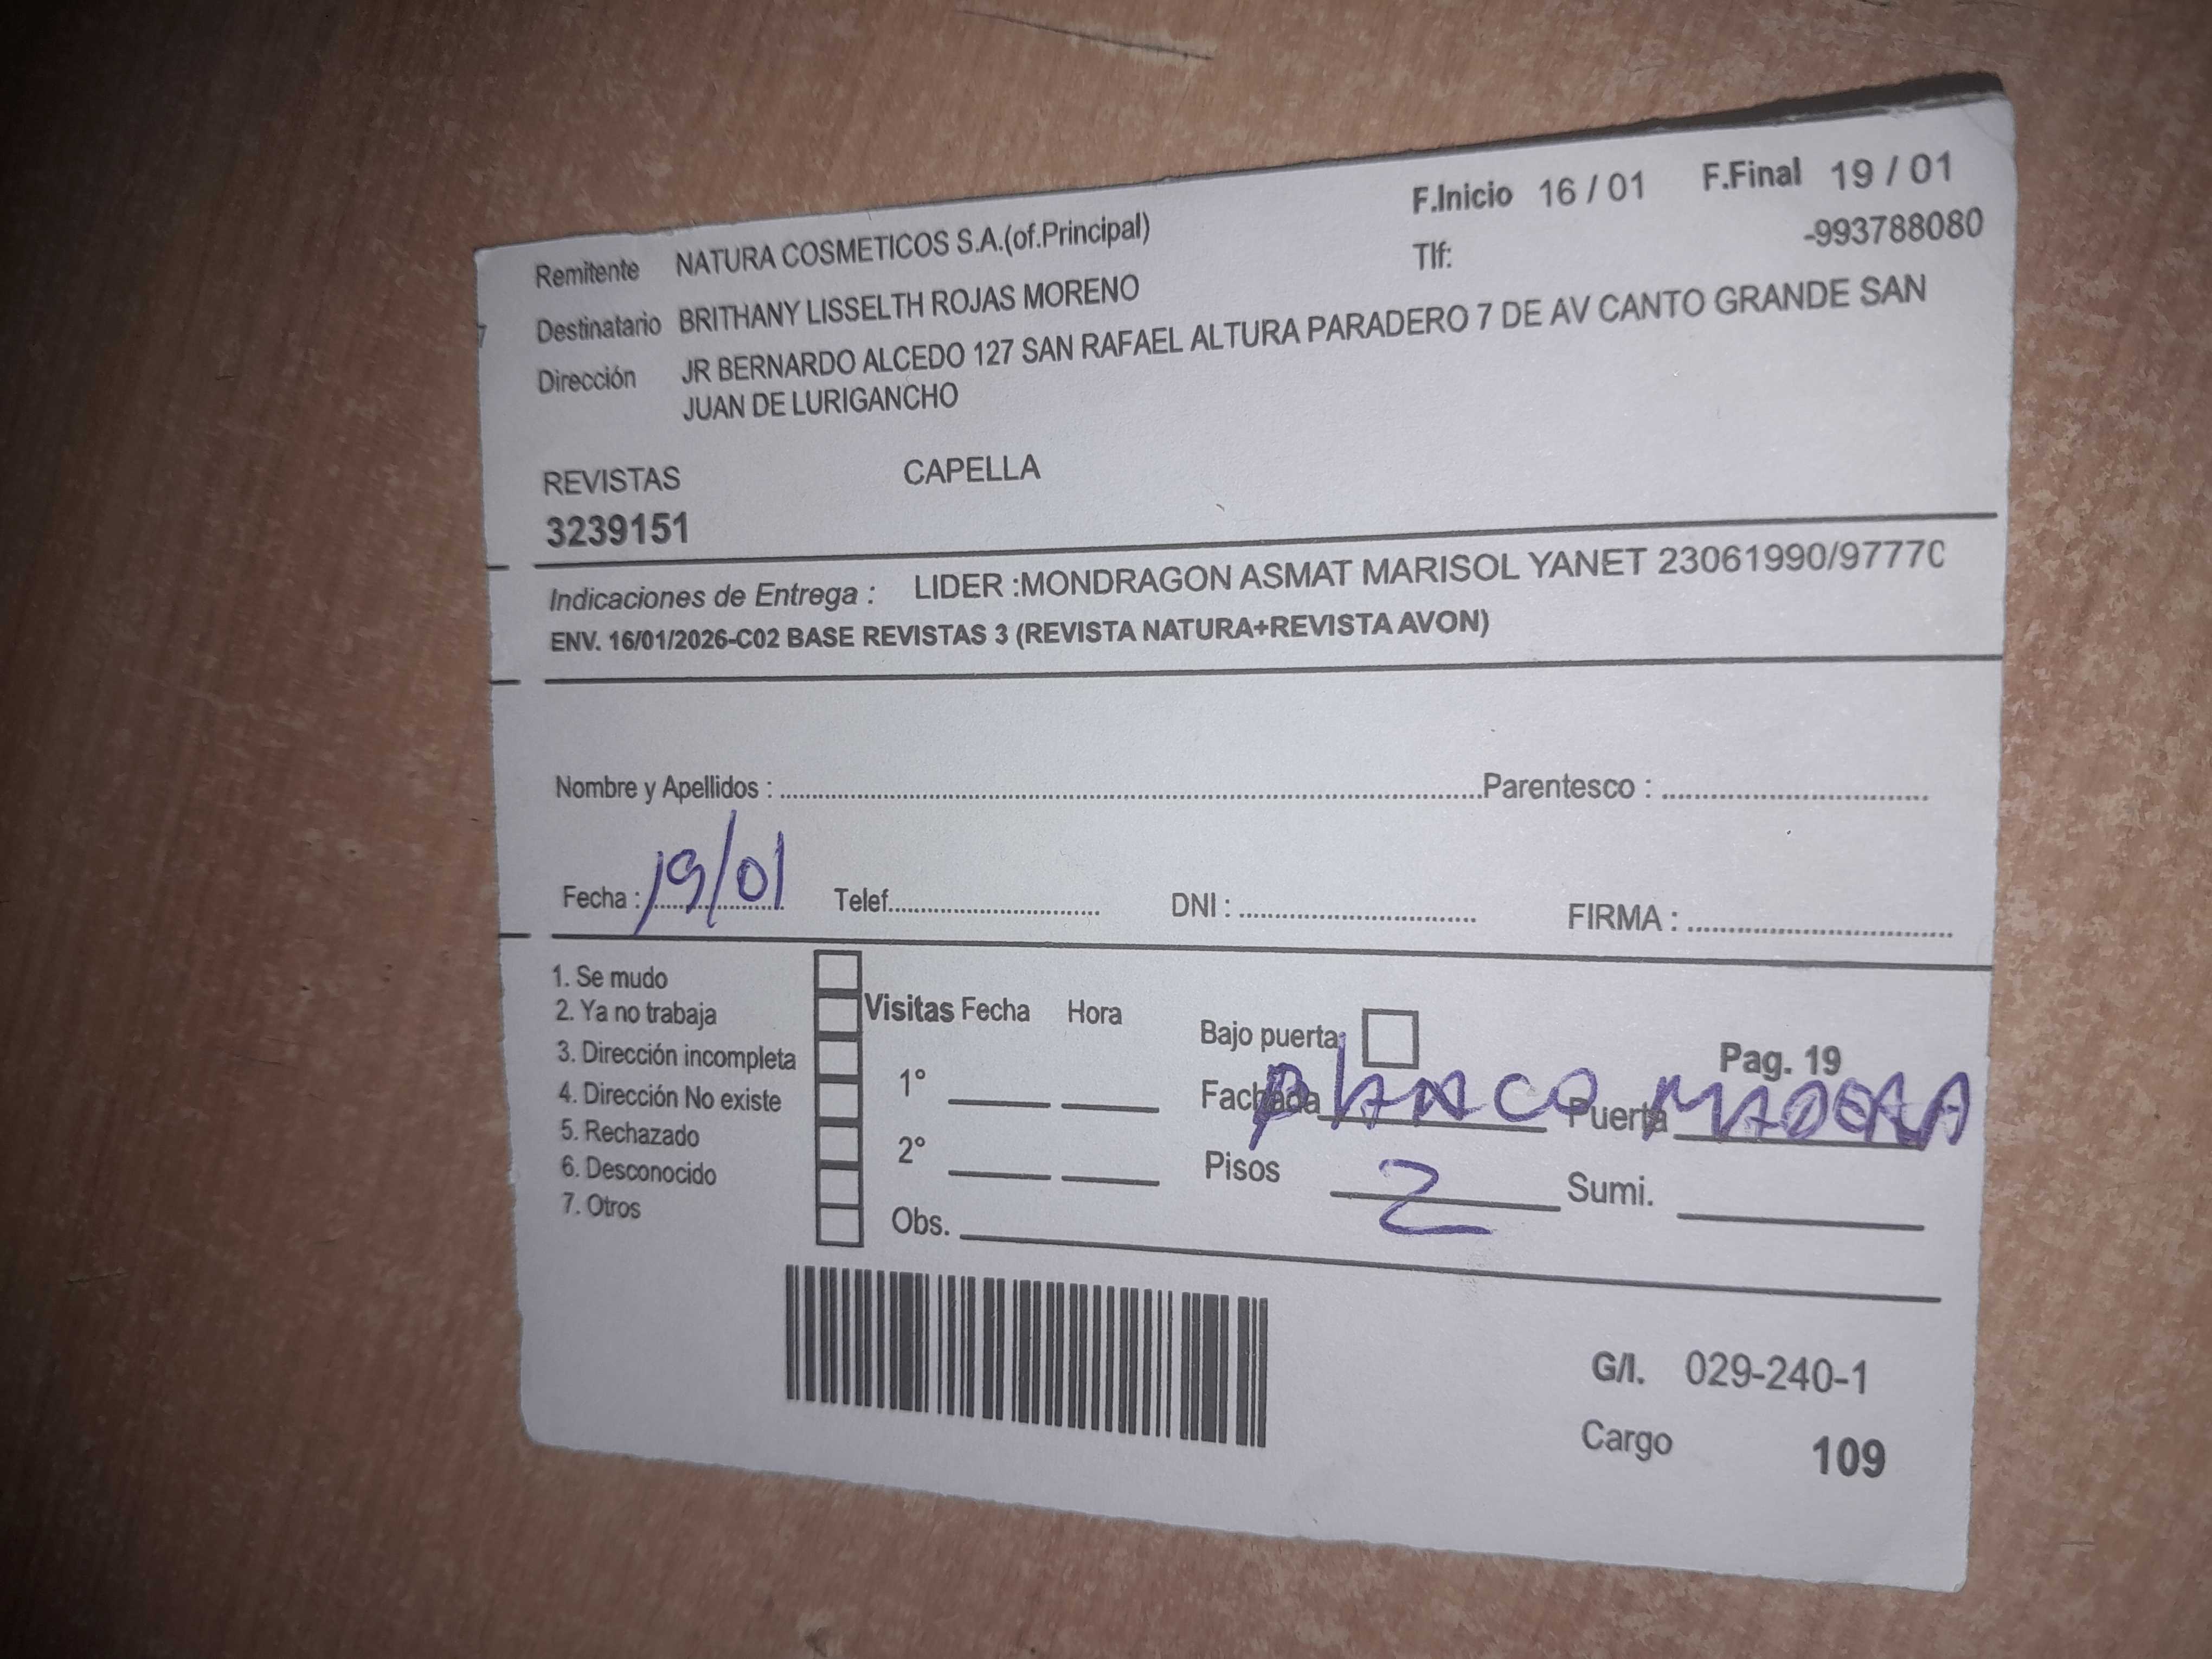 F.Inicio 16 / 01 F.Final 19 / 01
Remitente NATURA COSMETICOS S.A.(of.Principal)
Tlf: -993788080
Destinatario BRITHANY LISSELTH ROJAS MORENO
Dirección JR BERNARDO ALCEDO 127 SAN RAFAEL ALTURA PARADERO 7 DE AV CANTO GRANDE SAN
JUAN DE LURIGANCHO
REVISTAS CAPELLA
3239151
Indicaciones de Entrega : LIDER :MONDRAGON ASMAT MARISOL YANET 23061990/9777
ENV. 16/01/2026-C02 BASE REVISTAS 3 (REVISTA NATURA+REVISTA AVON)
Nombre y Apellidos : Parentesco :
Fecha : 19/01 Telef. DNI : FIRMA :
1. Se mudo
2. Ya no trabaja
3. Dirección incompleta
4. Dirección No existe
5. Rechazado
6. Desconocido
7. Otros
Visitas Fecha Hora
1°
2°
Obs.
Bajo puerta:
Pag. 19
Fachada BLANCO Puerta MADERA
Pisos 2 Sumi.
G/I. 029-240-1
Cargo 109